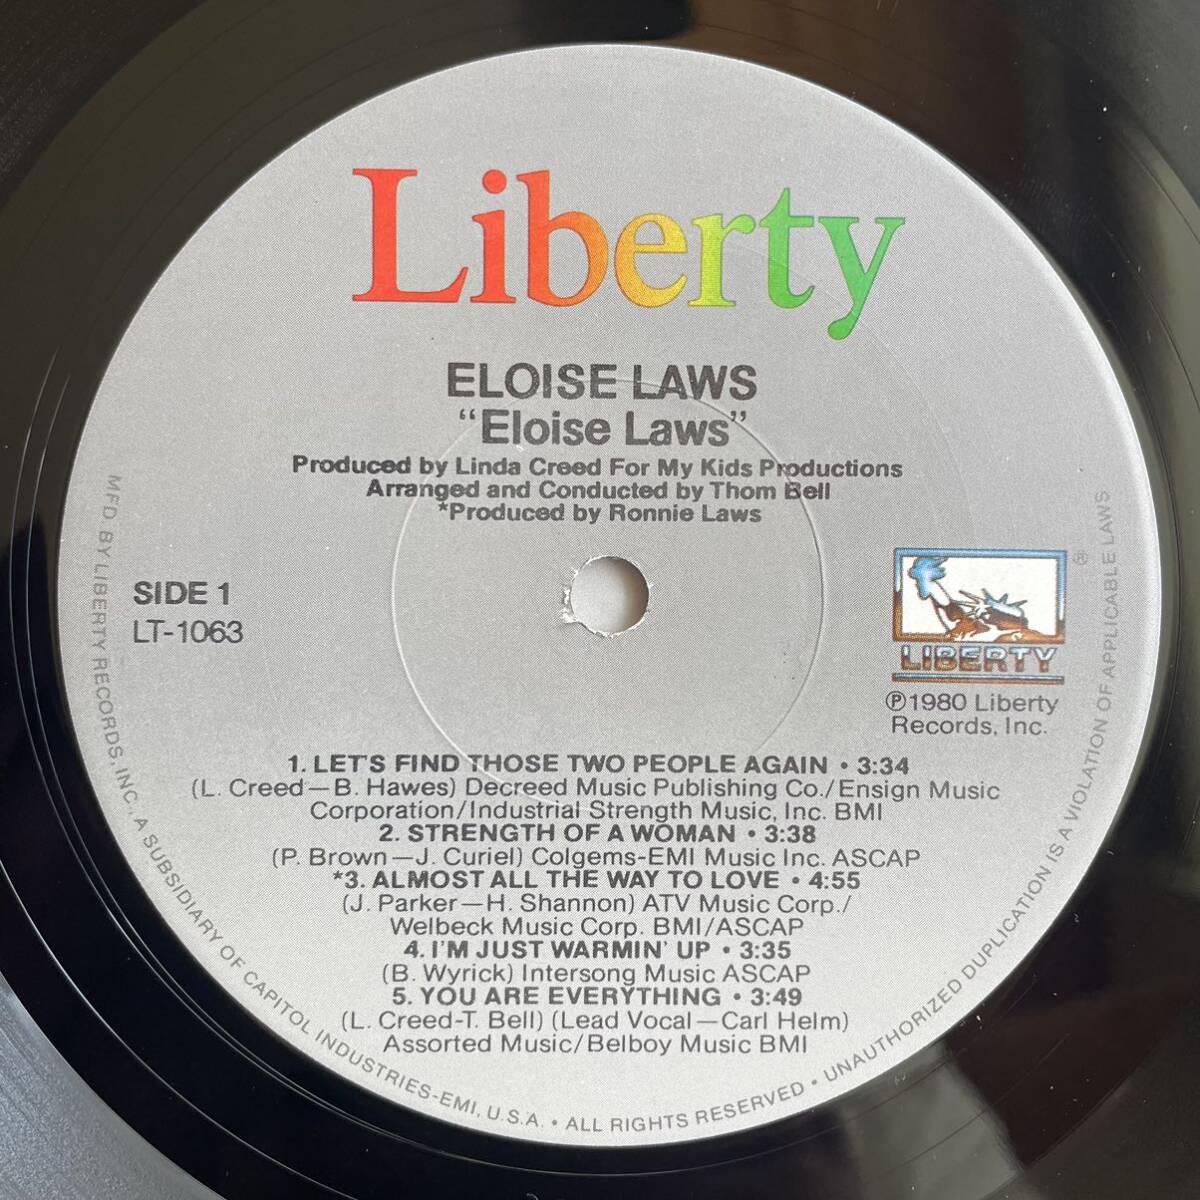 Liberty
ELOISE LAWS
“Eloise Laws”
Produced by Linda Creed For My Kids Productions
Arranged and Conducted by Thom Bell
*Produced by Ronnie Laws
SIDE 1
LT-1063
®
LIBERTY
℗1980 Liberty
Records, Inc.
1. LET'S FIND THOSE TWO PEOPLE AGAIN • 3:34
(L. Creed—B. Hawes) Decreed Music Publishing Co./Ensign Music
Corporation/Industrial Strength Music, Inc. BMI
2. STRENGTH OF A WOMAN • 3:38
(P. Brown—J. Curiel) Colgems-EMI Music Inc. ASCAP
*3. ALMOST ALL THE WAY TO LOVE • 4:55
(J. Parker—H. Shannon) ATV Music Corp./
Welbeck Music Corp. BMI/ASCAP
4. I'M JUST WARMIN' UP • 3:35
(B. Wyrick) Intersong Music ASCAP
5. YOU ARE EVERYTHING • 3:49
(L. Creed-T. Bell) (Lead Vocal—Carl Helm)
Assorted Music/Belboy Music BMI
MFD. BY LIBERTY RECORDS, INC., A SUBSIDIARY OF CAPITOL INDUSTRIES-EMI, U.S.A. • ALL RIGHTS RESERVED • UNAUTHORIZED DUPLICATION IS A VIOLATION OF APPLICABLE LAWS